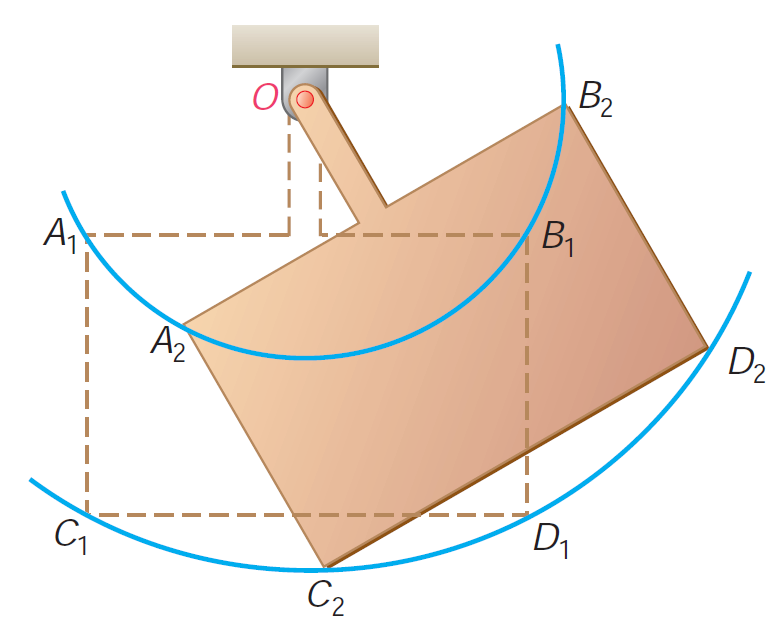 O
B₂
A₁
B₁
A₂
D₂
C₁
D₁
C₂